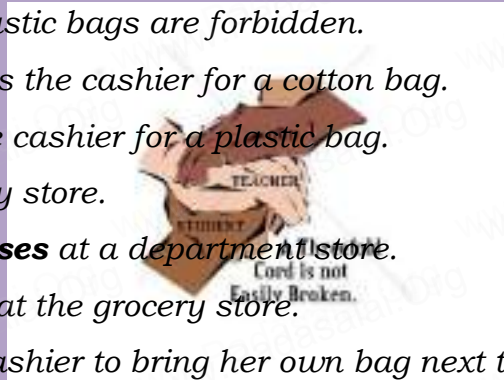 astic bags are forbidden.
s the cashier for a cotton bag.
e cashier for a plastic bag.
TEACHER
y store.
STUDENT
ses at a department store.
Cord is not
Easily Broken.
at the grocery store.
ashier to bring her own bag next t